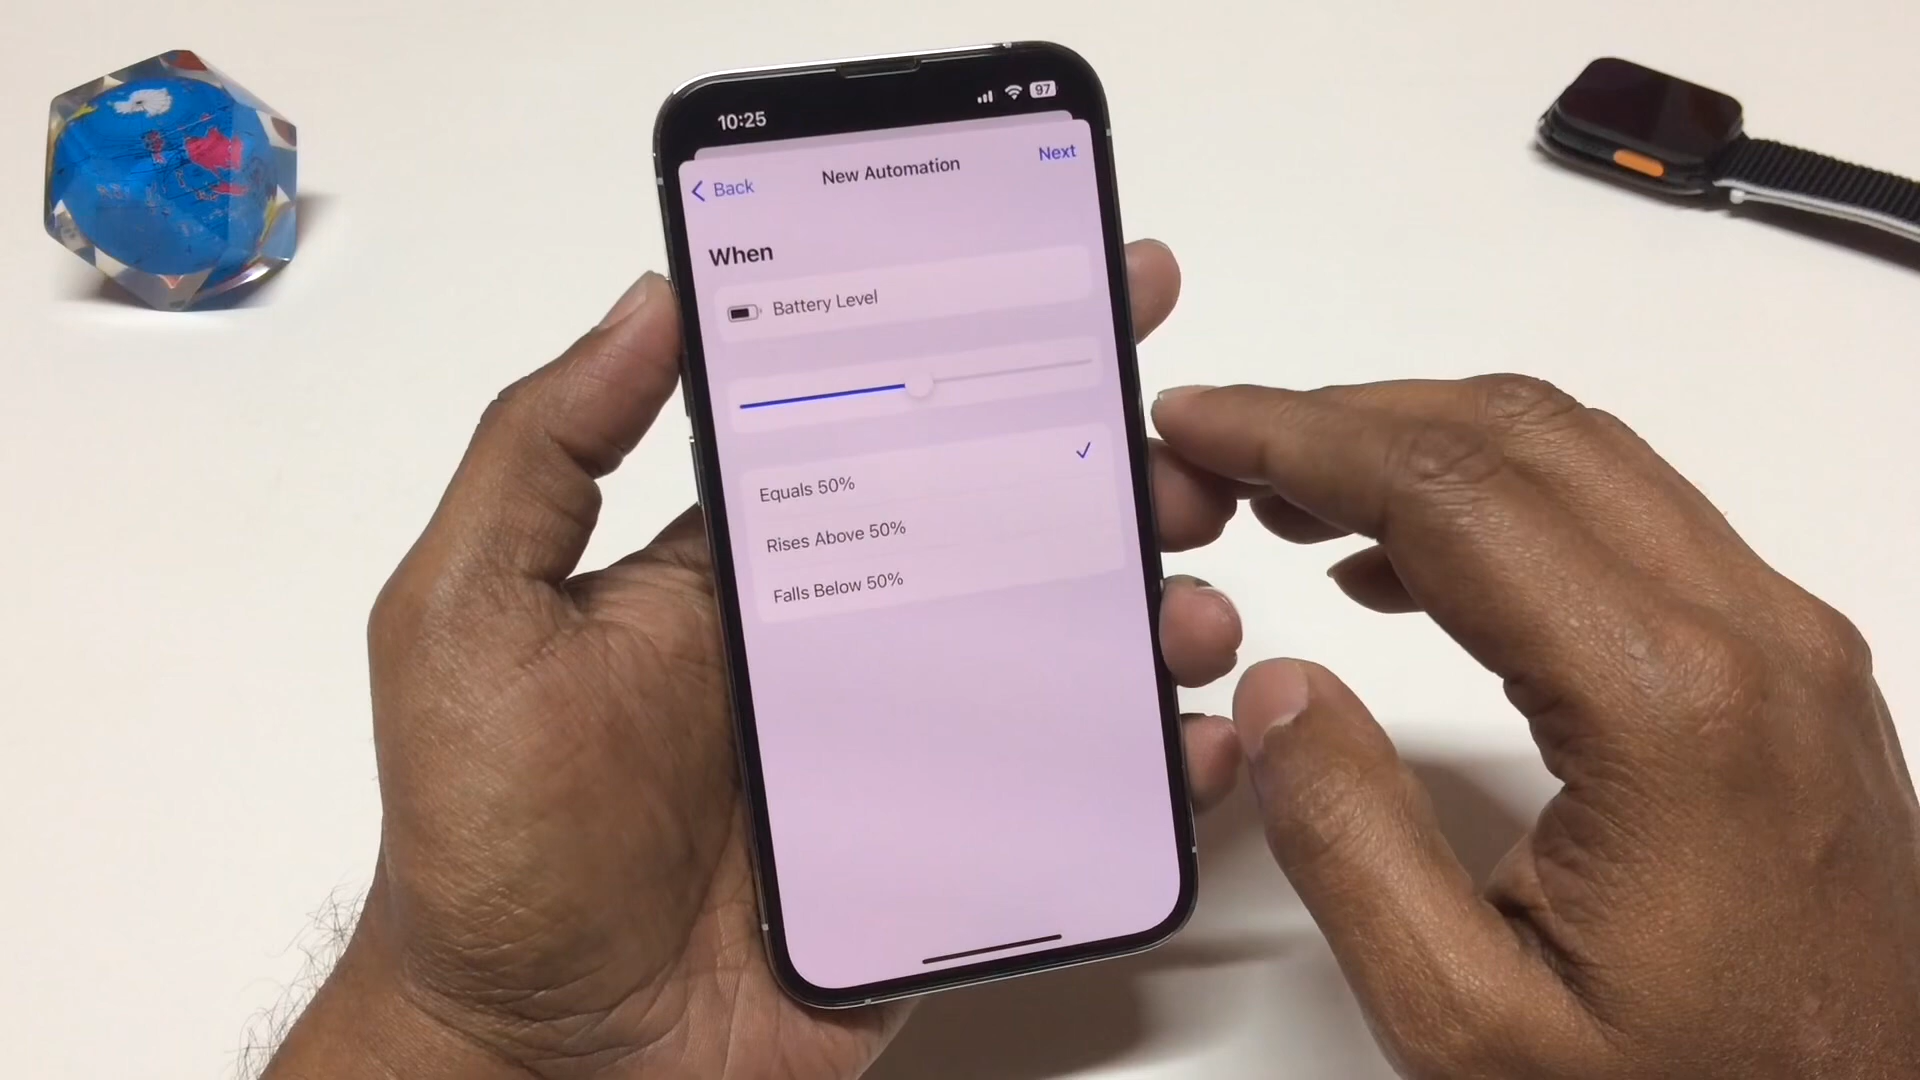 10:25
97
Back
New Automation
Next
When
Battery Level
Equals 50%
Rises Above 50%
Falls Below 50%